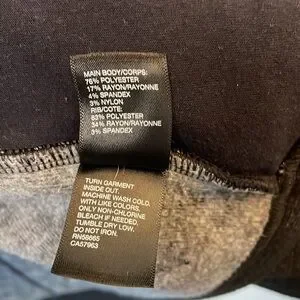 MAIN BODY/CORPS:
76% POLYESTER
17% RAYON/RAYONNE
4% SPANDEX
3% NYLON
RIB/COTE:
63% POLYESTER
34% RAYON/RAYONNE
3% SPANDEX
TURN GARMENT
INSIDE OUT.
MACHINE WASH COLD.
WITH LIKE COLORS.
ONLY NON-CHLORINE
BLEACH IF NEEDED.
TUMBLE DRY LOW.
DO NOT IRON.
RN58665
CA57963